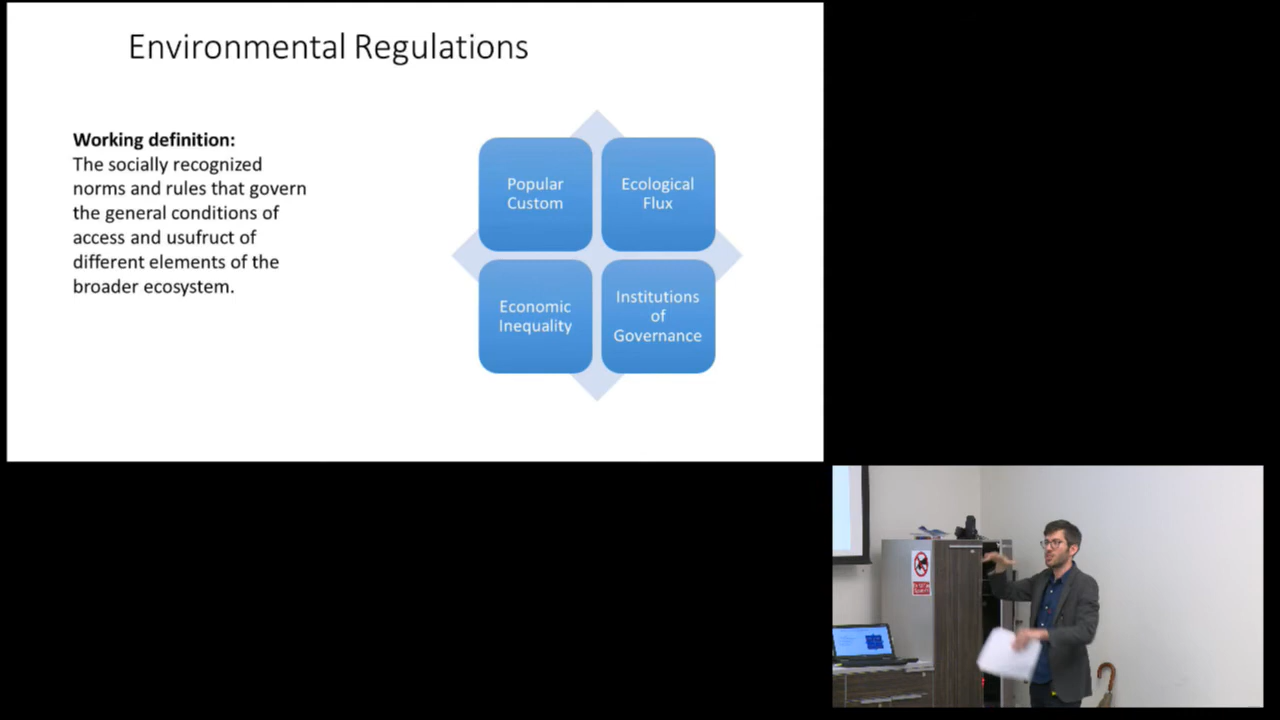 Environmental Regulations
Working definition:
The socially recognized
norms and rules that govern
the general conditions of
access and usufruct of
different elements of the
broader ecosystem.
Popular
Custom
Ecological
Flux
Economic
Inequality
Institutions
of
Governance